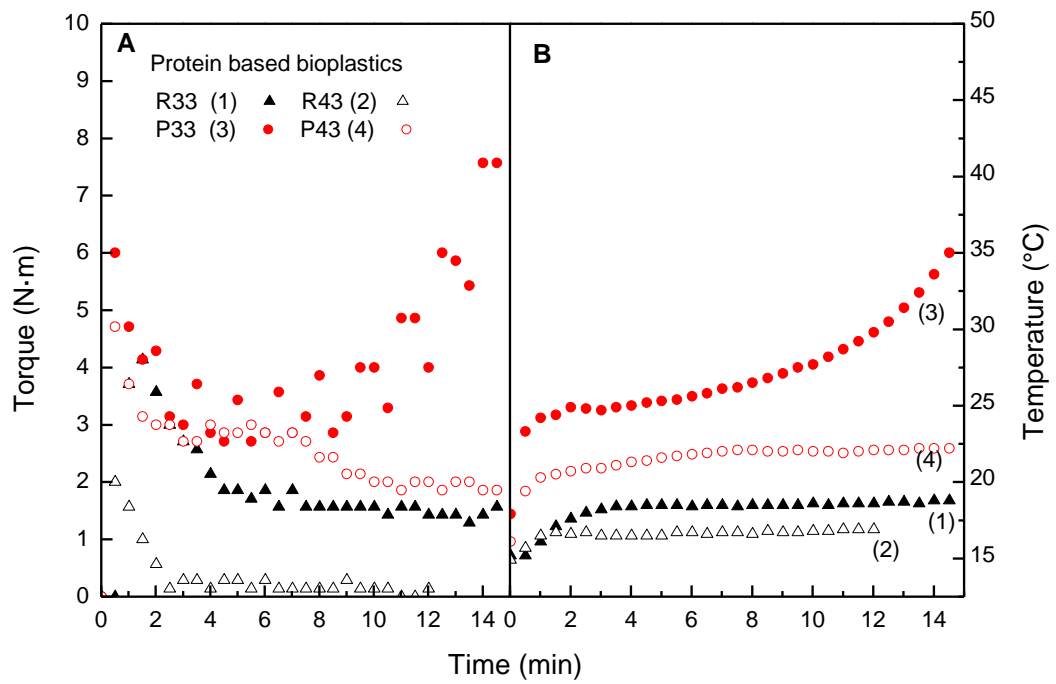 A
B
Protein based bioplastics
R33 (1) ▲ R43 (2) △
P33 (3) ● P43 (4) ○
Torque (N·m)
10
9
8
7
6
5
4
3
2
1
0
0 2 4 6 8 10 12 14
(3)
(4)
(1)
(2)
0 2 4 6 8 10 12 14
50
45
40
35
30
25
20
15
Temperature (°C)
Time (min)